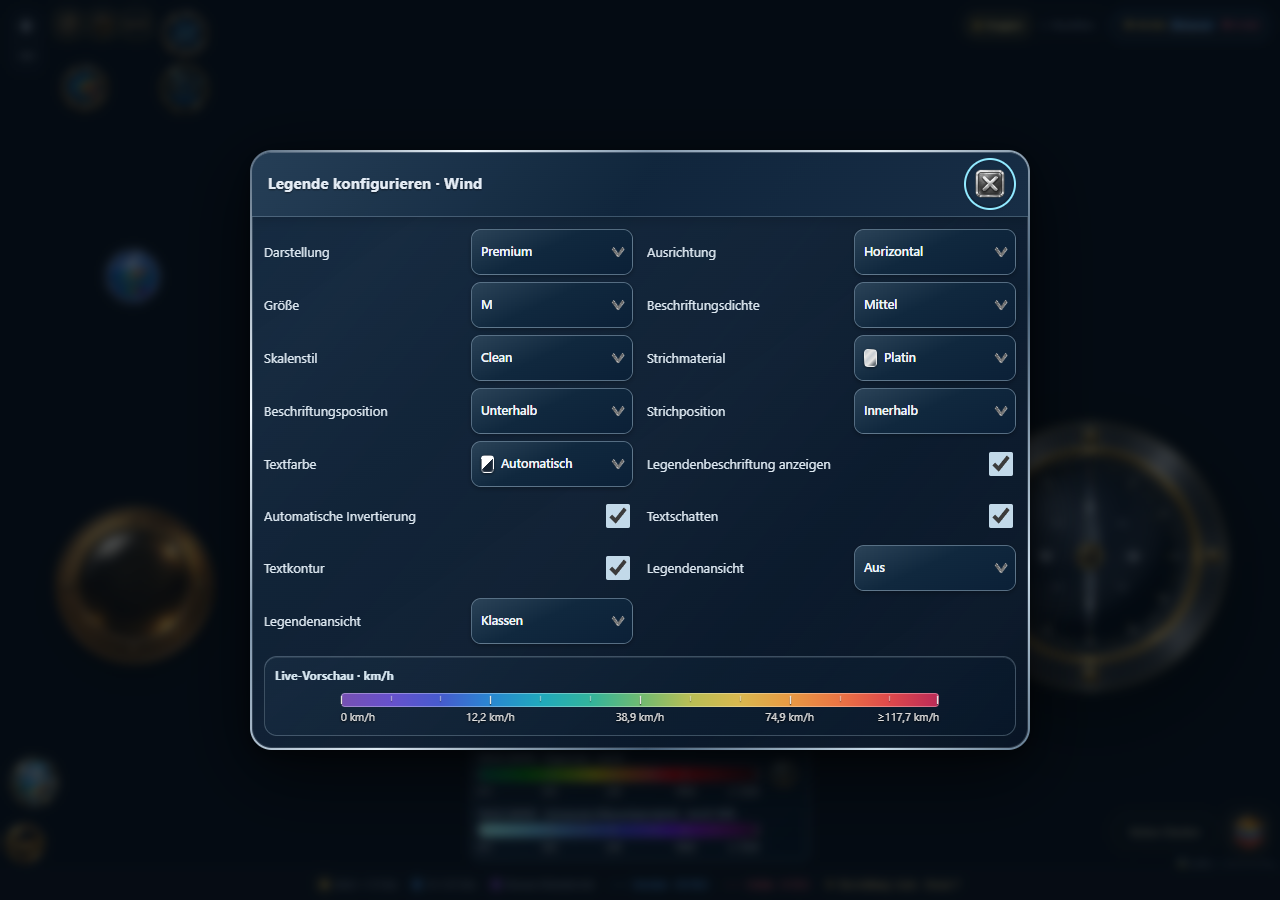 Legende konfigurieren · Wind
Darstellung Premium Ausrichtung Horizontal
Größe M Beschriftungsdichte Mittel
Skalenstil Clean Strichmaterial Platin
Beschriftungsposition Unterhalb Strichposition Innerhalb
Textfarbe Automatisch Legendenbeschriftung anzeigen
Automatische Invertierung Textschatten
Textkontur Legendenansicht Aus
Legendenansicht Klassen
Live-Vorschau · km/h
0 km/h 12,2 km/h 38,9 km/h 74,9 km/h ≥117,7 km/h